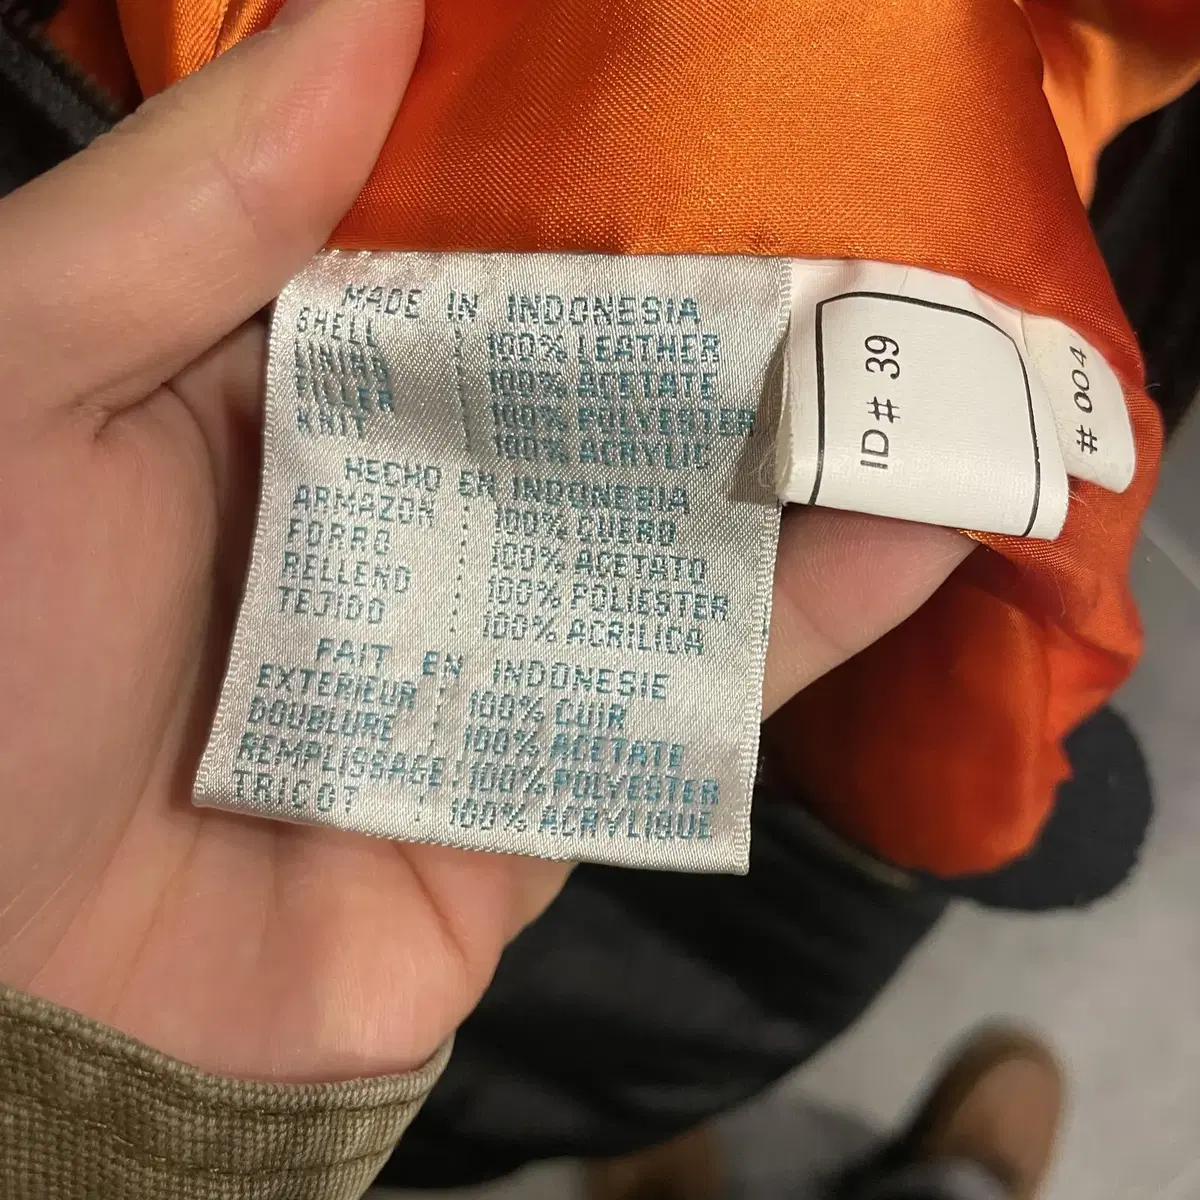 MADE IN INDONESIA
SHELL : 100% LEATHER
LINING : 100% ACETATE
FILLER : 100% POLYESTER
KNIT : 100% ACRYLIC
HECHO EN INDONESIA
ARMAZON : 100% CUERO
FORRO : 100% ACETATO
RELLENO : 100% POLIESTER
TEJIDO : 100% ACRILICA
FAIT EN INDONESIE
EXTERIEUR : 100% CUIR
DOUBLURE : 100% ACETATE
REMPLISSAGE : 100% POLYESTER
TRICOT : 100% ACRYLIQUE
ID# 39
# 004